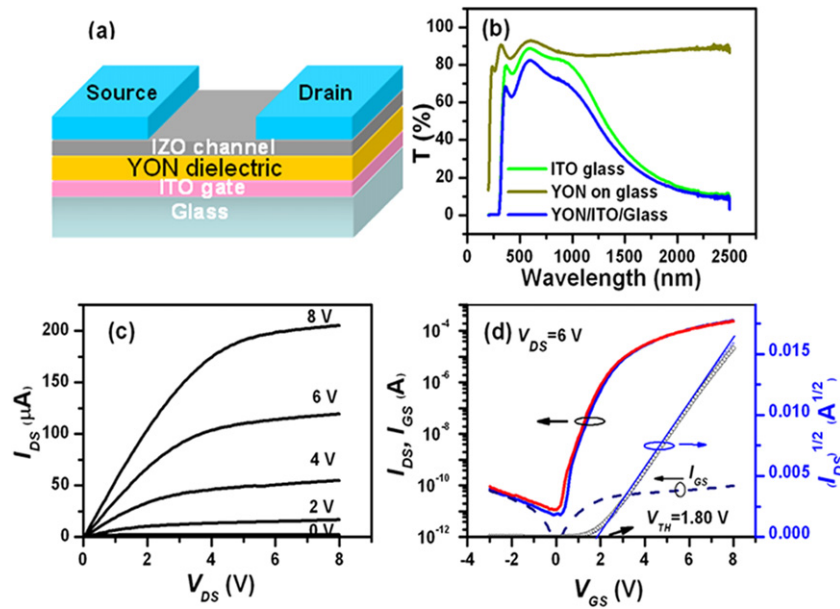 (a)
Source
Drain
IZO channel
YON dielectric
ITO gate
Glass
(b)
T (%)
100
80
60
40
20
0
ITO glass
YON on glass
YON/ITO/Glass
0 500 1000 1500 2000 2500
Wavelength (nm)
(c)
I_DS (μA)
200
150
100
50
0
8 V
6 V
4 V
2 V
0 V
0 2 4 6 8
V_DS (V)
(d)
V_DS=6 V
I_DS, I_GS (A)
10^-4
10^-6
10^-8
10^-10
10^-12
I_GS
V_TH=1.80 V
0.015
0.010
0.005
0.000
(I_DS)^1/2 (A^1/2)
-4 -2 0 2 4 6 8
V_GS (V)